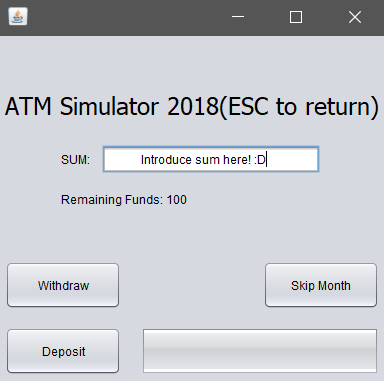 ATM Simulator 2018(ESC to return)
SUM: Introduce sum here! :D
Remaining Funds: 100
Withdraw Skip Month
Deposit